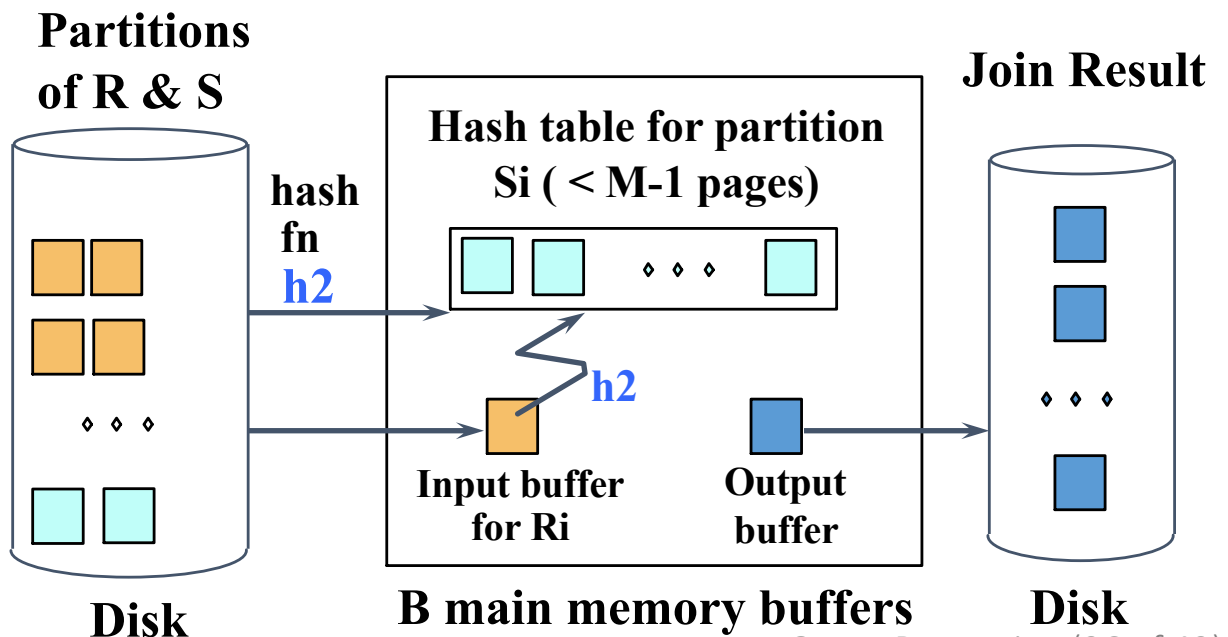 Partitions
of R & S
Join Result
Hash table for partition
Si ( < M-1 pages)
hash
fn
h2
h2
Input buffer
for Ri
Output
buffer
Disk
B main memory buffers
Disk